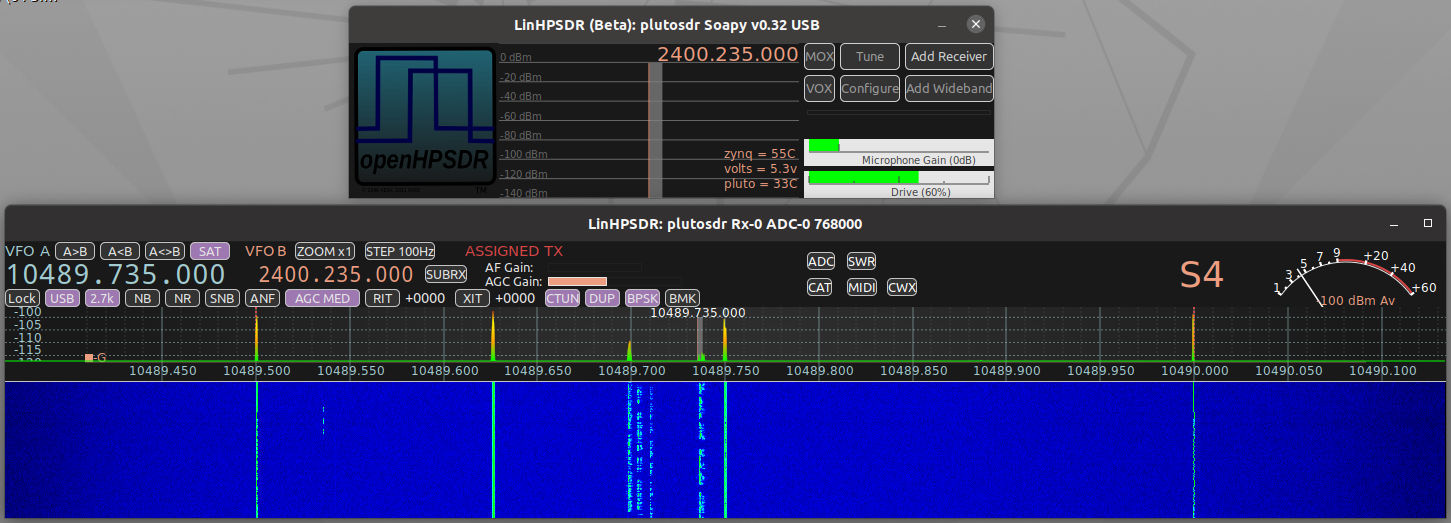 LinHPSDR (Beta): plutosdr Soapy v0.32 USB
0 dBm
2400.235.000
MOX Tune Add Receiver
-20 dBm
VOX Configure Add Wideband
-40 dBm
-60 dBm
-80 dBm
-100 dBm
-120 dBm
-140 dBm
openHPSDR
TM
zynq = 55C
volts = 5.3v
pluto = 33C
Microphone Gain (0dB)
Drive (60%)
LinHPSDR: plutosdr Rx-0 ADC-0 768000
VFO A A>B A<B A<>B SAT VFO B ZOOM x1 STEP 100Hz ASSIGNED TX
10489.735.000 2400.235.000 SUBRX
AF Gain:
AGC Gain:
ADC SWR
CAT MIDI CWX
S4
1 3 5 7 9 +20 +40 +60
100 dBm Av
Lock USB 2.7k NB NR SNB ANF AGC MED RIT +0000 XIT +0000 CTUN DUP BPSK BMK
-100
10489.735.000
-105
-110
-115
-G
10489.450 10489.500 10489.550 10489.600 10489.650 10489.700 10489.750 10489.800 10489.850 10489.900 10489.950 10490.000 10490.050 10490.100